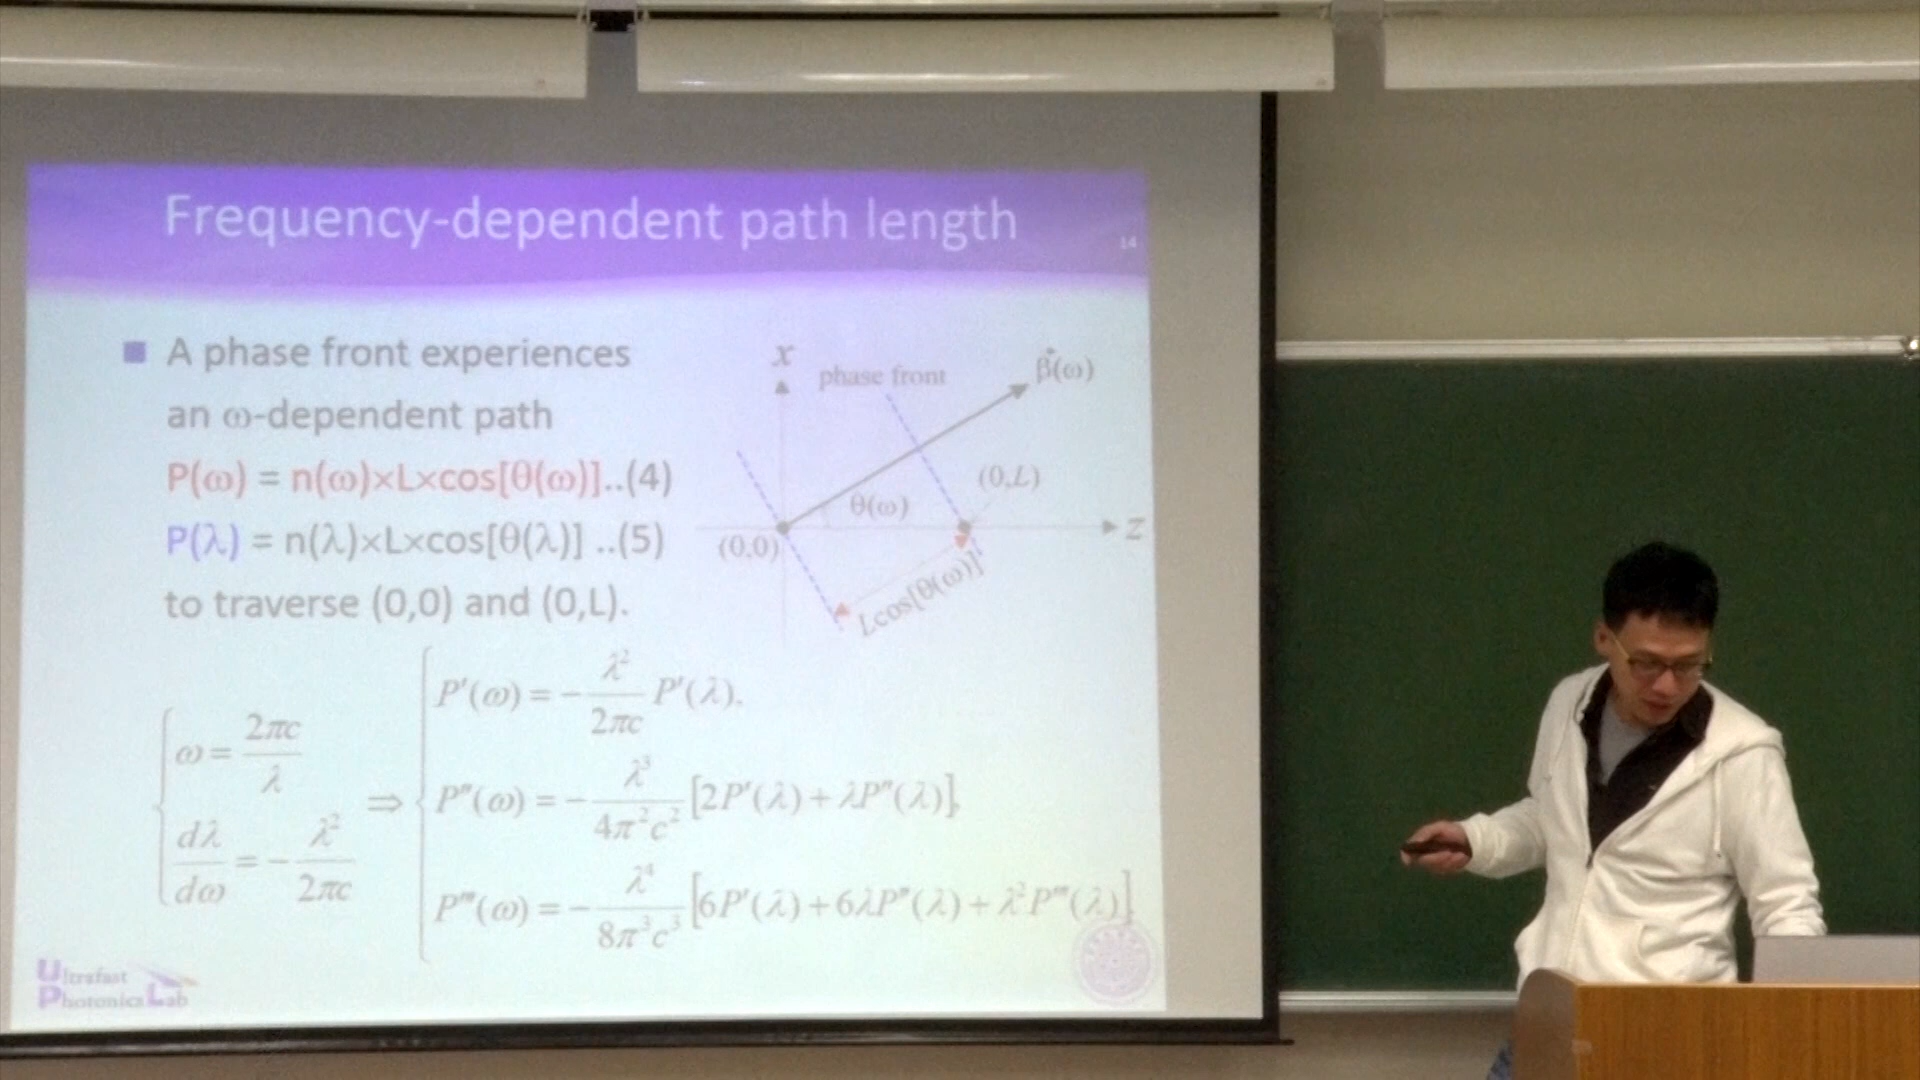 Frequency-dependent path length
14
■ A phase front experiences
an ω-dependent path
P(ω) = n(ω)×L×cos[θ(ω)]..(4)
P(λ) = n(λ)×L×cos[θ(λ)] ..(5)
to traverse (0,0) and (0,L).
x
phase front
β(ω)
(0,L)
θ(ω)
(0,0)
z
Lcos[θ(ω)]
ω = 2πc/λ
dλ/dω = −λ²/2πc
⇒
P'(ω) = −λ²/2πc P'(λ),
P''(ω) = −λ³/4π²c² [2P'(λ) + λP''(λ)],
P'''(ω) = −λ⁴/8π³c³ [6P'(λ) + 6λP''(λ) + λ²P'''(λ)]
Ultrafast
Photonics Lab